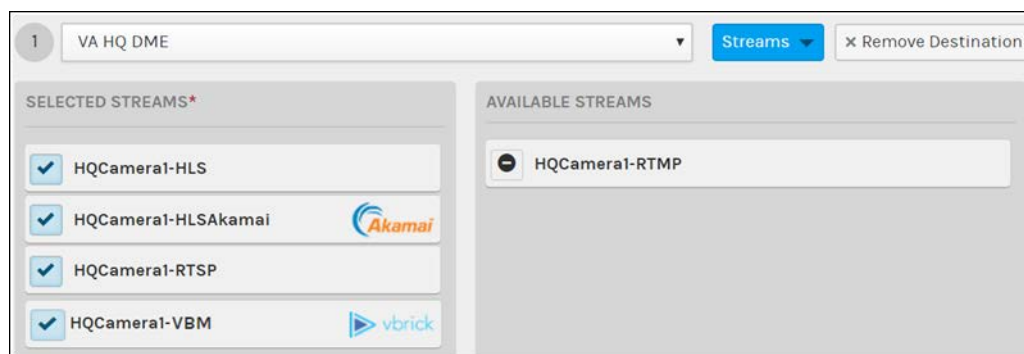 1
VA HQ DME
Streams
× Remove Destination
SELECTED STREAMS*
HQCamera1-HLS
HQCamera1-HLSAkamai
Akamai
HQCamera1-RTSP
HQCamera1-VBM
vbrick
AVAILABLE STREAMS
HQCamera1-RTMP